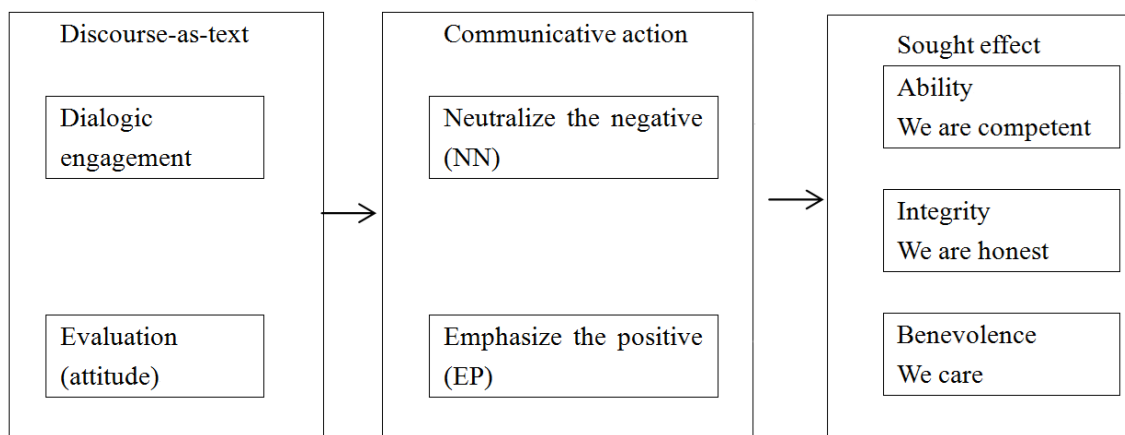 Discourse-as-text
Dialogic
engagement
Evaluation
(attitude)
Communicative action
Neutralize the negative
(NN)
Emphasize the positive
(EP)
Sought effect
Ability
We are competent
Integrity
We are honest
Benevolence
We care